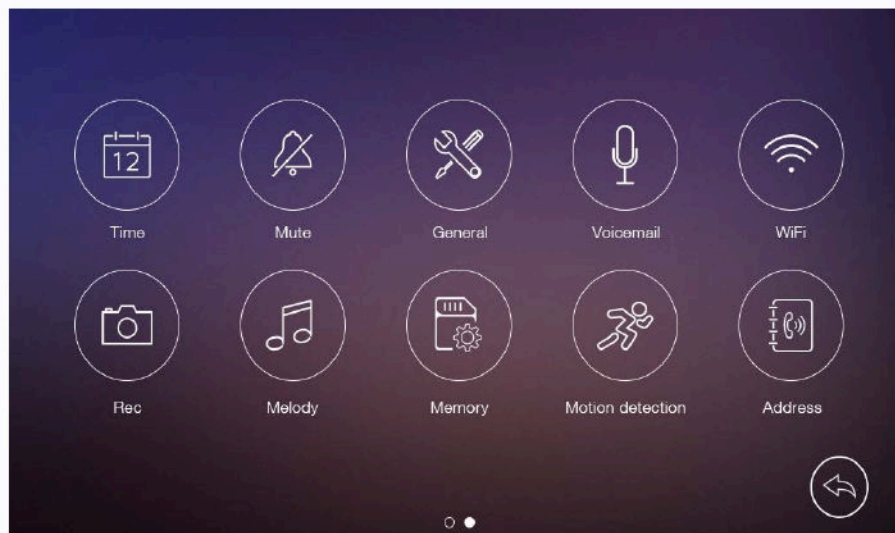 12
Time
Mute
General
Voicemail
WiFi
Rec
Melody
Memory
Motion detection
Address